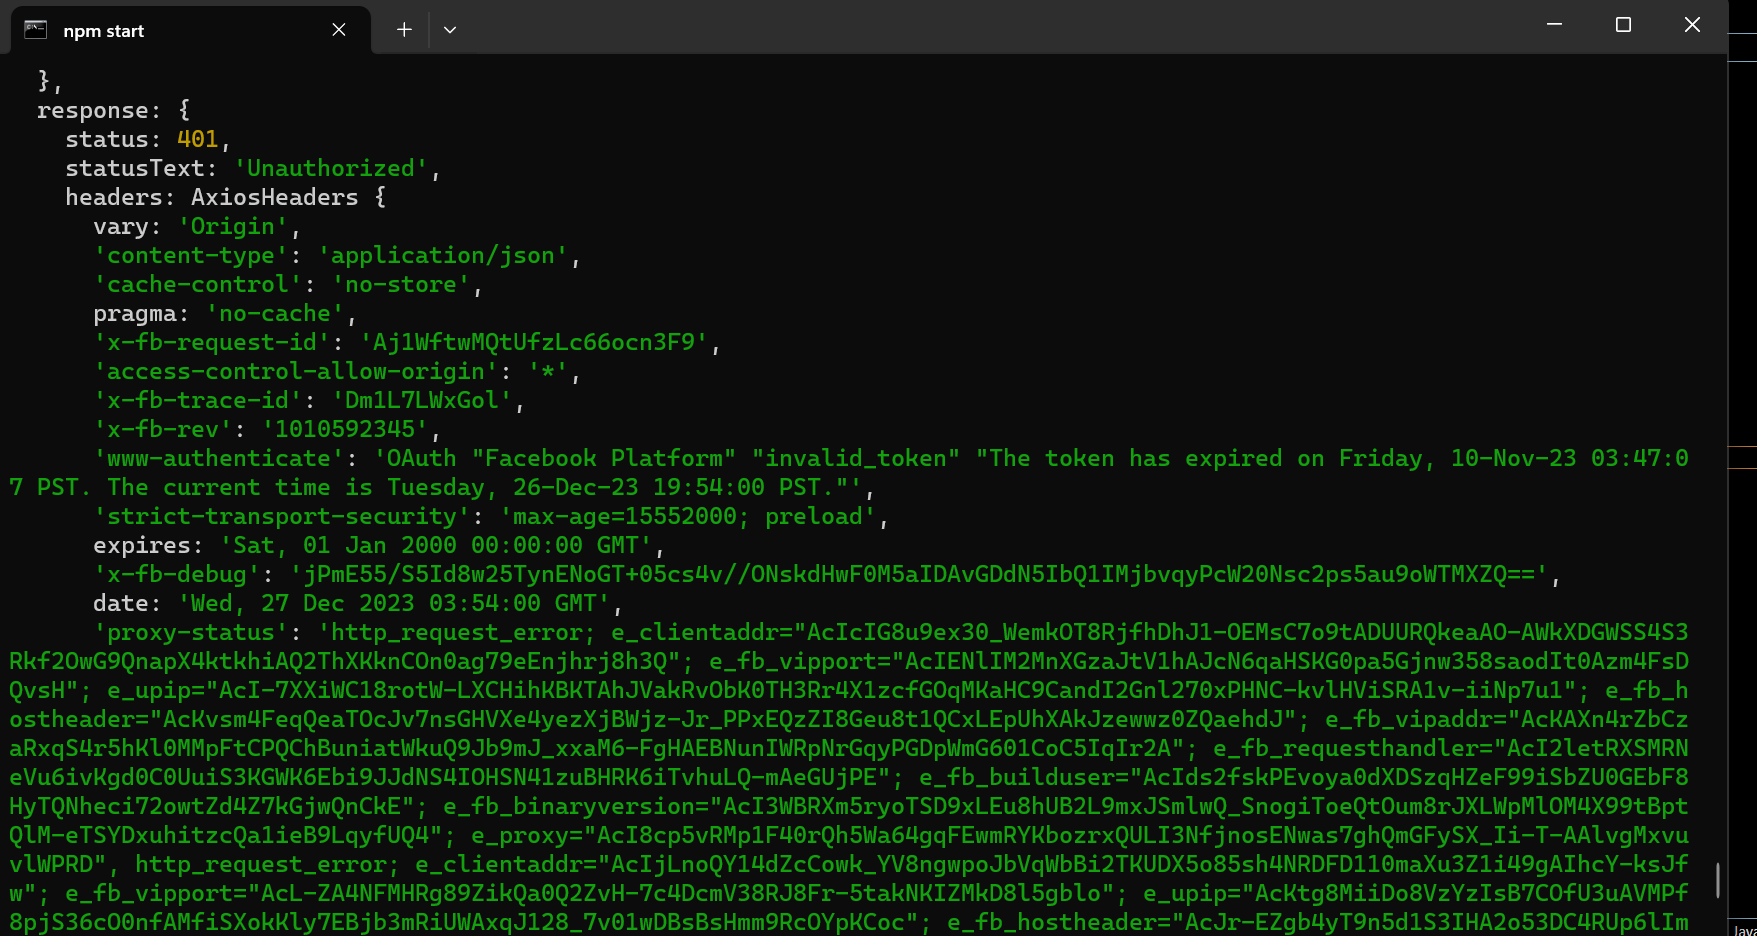 npm start
},
response: {
status: 401,
statusText: 'Unauthorized',
headers: AxiosHeaders {
vary: 'Origin',
'content-type': 'application/json',
'cache-control': 'no-store',
pragma: 'no-cache',
'x-fb-request-id': 'Aj1WftwMQtUfzLc66ocn3F9',
'access-control-allow-origin': '*',
'x-fb-trace-id': 'Dm1L7LWxGol',
'x-fb-rev': '1010592345',
'www-authenticate': 'OAuth "Facebook Platform" "invalid_token" "The token has expired on Friday, 10-Nov-23 03:47:0
7 PST. The current time is Tuesday, 26-Dec-23 19:54:00 PST."',
'strict-transport-security': 'max-age=15552000; preload',
expires: 'Sat, 01 Jan 2000 00:00:00 GMT',
'x-fb-debug': 'jPmE55/S5Id8w25TynENoGT+05cs4v//ONskdHwF0M5aIDAvGDdN5IbQ1IMjbvqyPcW20Nsc2ps5au9oWTMXZQ==',
date: 'Wed, 27 Dec 2023 03:54:00 GMT',
'proxy-status': 'http_request_error; e_clientaddr="AcIcIG8u9ex30_WemkOT8RjfhDhJ1-OEMsC7o9tADUURQkeaAO-AWkXDGWSS4S3
Rkf2OwG9QnapX4ktkhiAQ2ThXKknCOn0ag79eEnjhrj8h3Q"; e_fb_vipport="AcIENlIM2MnXGzaJtV1hAJcN6qaHSKG0pa5Gjnw358saodIt0Azm4FsD
QvsH"; e_upip="AcI-7XXiWC18rotW-LXCHihKBKTAhJVakRvObK0TH3Rr4X1zcfGOqMKaHC9CandI2Gnl270xPHNC-kvlHViSRA1v-iiNp7u1"; e_fb_h
ostheader="AcKvsm4FeqQeaTOcJv7nsGHVXe4yezXjBWjz-Jr_PPxEQzZI8Geu8t1QCxLEpUhXAkJzewwz0ZQaehdJ"; e_fb_vipaddr="AcKAXn4rZbCz
aRxqS4r5hKl0MMpFtCPQChBuniatWkuQ9Jb9mJ_xxaM6-FgHAEBNunIWRpNrGqyPGDpWmG601CoC5IqIr2A"; e_fb_requesthandler="AcI2letRXSMRN
eVu6ivKgd0C0UuiS3KGWK6Ebi9JJdNS4IOHSN41zuBHRK6iTvhuLQ-mAeGUjPE"; e_fb_builduser="AcIds2fskPEvoya0dXDSzqHZeF99iSbZU0GEbF8
HyTQNheci72owtZd4Z7kGjwQnCkE"; e_fb_binaryversion="AcI3WBRXm5ryoTSD9xLEu8hUB2L9mxJSmlwQ_SnogiToeQtOum8rJXLWpMlOM4X99tBpt
QlM-eTSYDxuhitzcQa1ieB9LqyfUQ4"; e_proxy="AcI8cp5vRMp1F40rQh5Wa64gqFEwmRYKbozrxQULI3NfjnosENwas7ghQmGFySX_Ii-T-AAlvgMxvu
vlWPRD", http_request_error; e_clientaddr="AcIjLnoQY14dZcCowk_YV8ngwpoJbVqWbBi2TKUDX5o85sh4NRDFD110maXu3Z1i49gAIhcY-ksJf
w"; e_fb_vipport="AcL-ZA4NFMHRg89ZikQa0Q2ZvH-7c4DcmV38RJ8Fr-5takNKIZMkD8l5gblo"; e_upip="AcKtg8MiiDo8VzYzIsB7COfU3uAVMPf
8pjS36cO0nfAMfiSXokKly7EBjb3mRiUWAxqJ128_7v01wDBsBsHmm9RcOYpKCoc"; e_fb_hostheader="AcJr-EZgb4yT9n5d1S3IHA2o53DC4RUp6lIm
Java